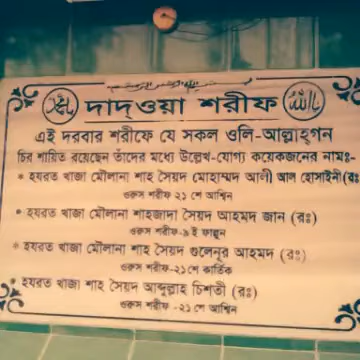 দাদ্ওয়া শরীফ
এই দরবার শরীফে যে সকল ওলি-আল্লাহগন
চির শায়িত রয়েছেন তাঁদের মধ্যে উল্লেখ-যোগ্য কয়েকজনের নামঃ-
* হযরত খাজা মৌলানা শাহ সৈয়দ মোহাম্মদ আলী আল হোসাইনী(রঃ)
ওরুস শরীফ ২১ শে আশ্বিন
* হযরত খাজা মৌলানা শাহজাদা সৈয়দ আহমদ জান (রঃ)
ওরুস শরীফ-৯ ই ফাল্গুন
* হযরত খাজা মৌলানা শাহ সৈয়দ গুলেনুর আহমদ (রঃ)
ওরুস শরীফ-২১শে কার্তিক
* হযরত খাজা শাহ সৈয়দ আব্দুল্লাহ চিশতী (রঃ)
ওরুস শরীফ -২১ শে আশ্বিন